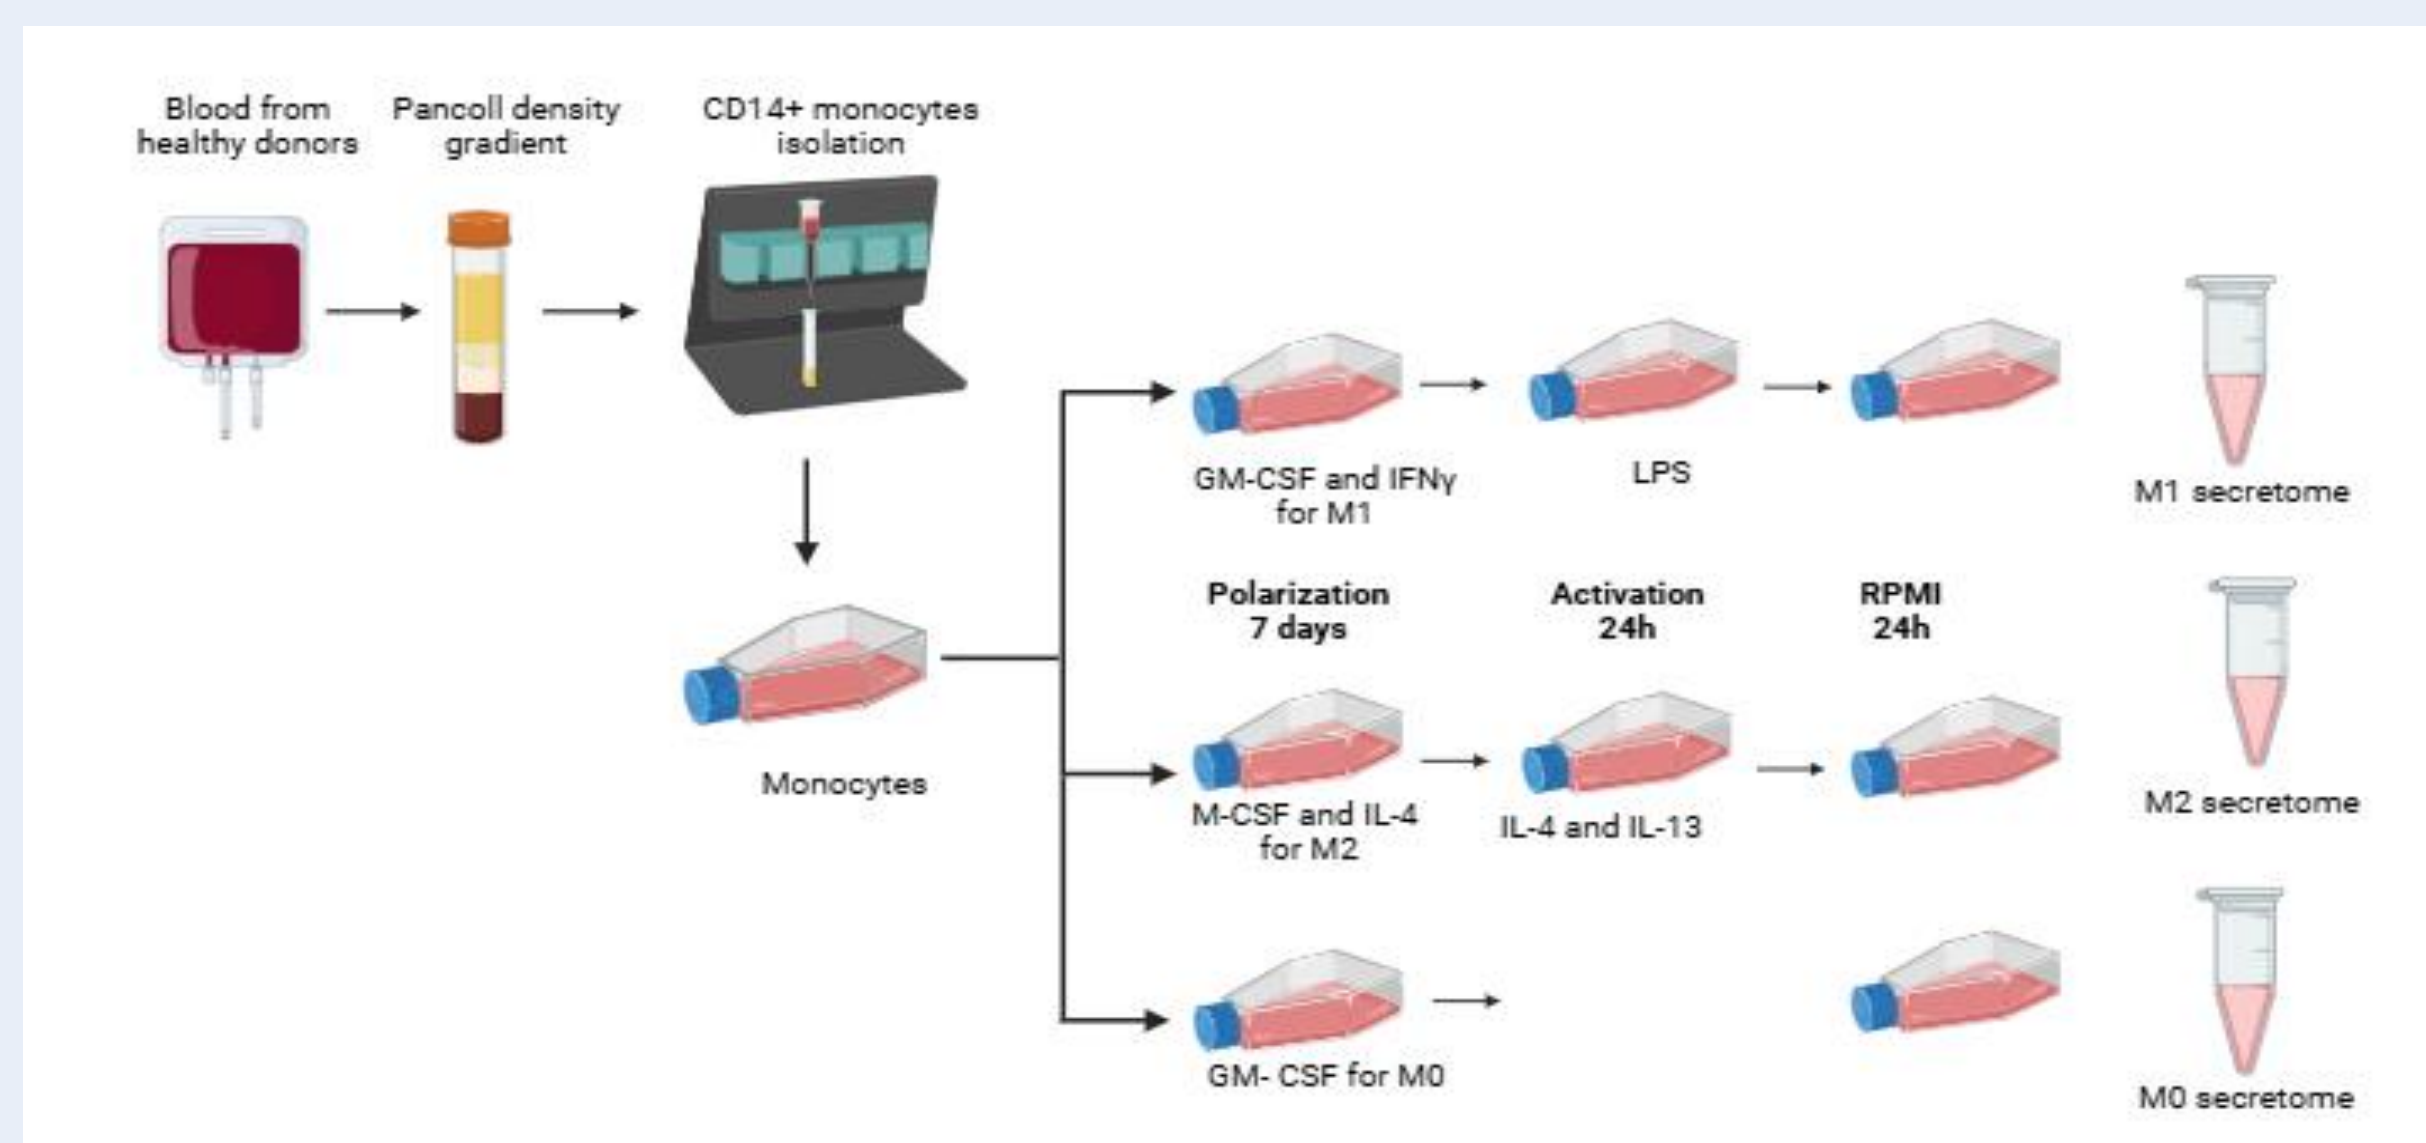 Blood from
healthy donors
Pancoll density
gradient
CD14+ monocytes
isolation
GM-CSF and IFNγ
for M1
LPS
M1 secretome
Polarization
7 days
Activation
24h
RPMI
24h
Monocytes
M-CSF and IL-4
for M2
IL-4 and IL-13
M2 secretome
GM- CSF for M0
M0 secretome